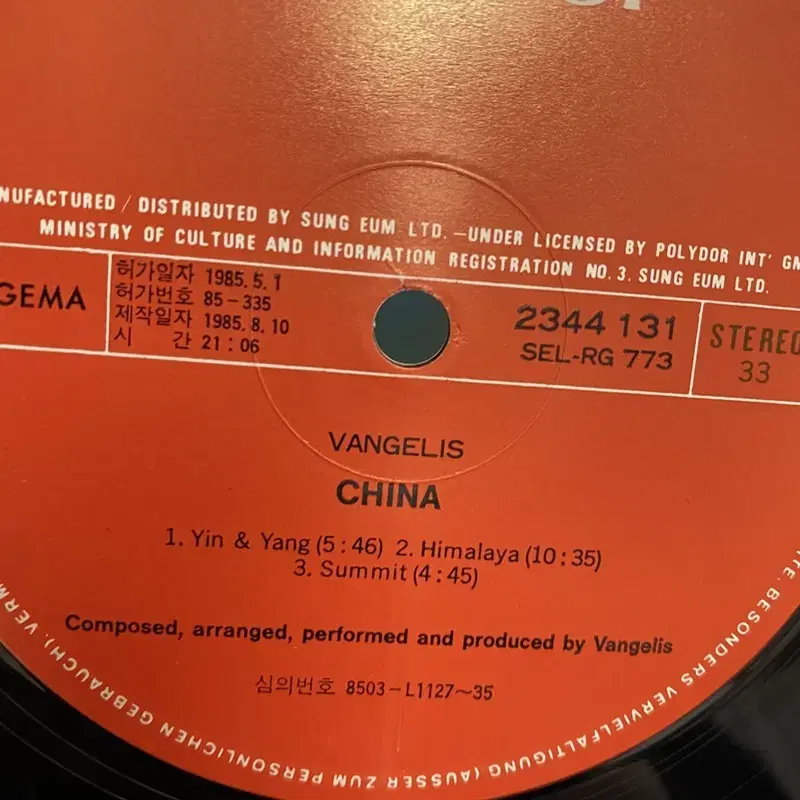 NUFACTURED / DISTRIBUTED BY SUNG EUM LTD. —UNDER LICENSED BY POLYDOR INT' GM
MINISTRY OF CULTURE AND INFORMATION REGISTRATION NO. 3. SUNG EUM LTD.
GEMA
허가일자 1985. 5. 1
허가번호 85-335
제작일자 1985. 8. 10
시 간 21 : 06
2344 131
SEL-RG 773
STEREO
33
VANGELIS
CHINA
1. Yin & Yang (5 : 46) 2. Himalaya (10 : 35)
3. Summit (4 : 45)
Composed, arranged, performed and produced by Vangelis
심의번호 8503-L1127~35
TE. BESONDERS VERVIELFALTIGUNG (AUSSER ZUM PERSONLICHEN GEBRAUCH). VERM